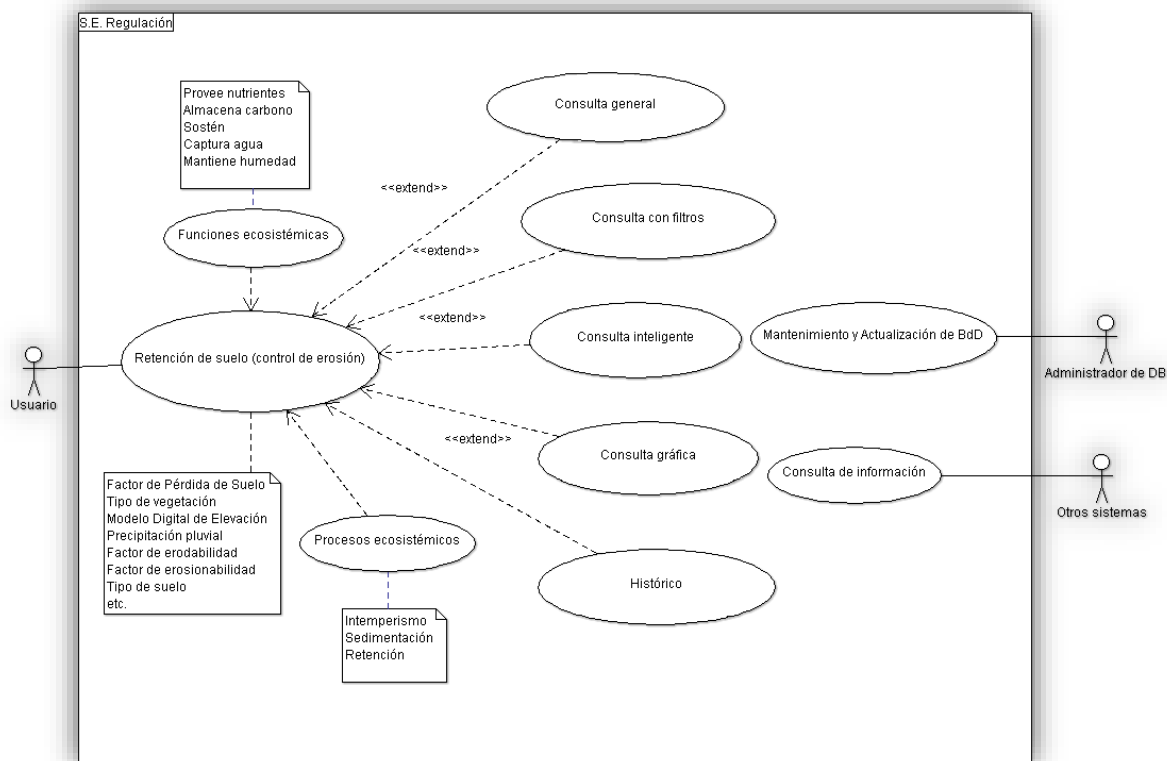 S.E. Regulación
Provee nutrientes
Almacena carbono
Sostén
Captura agua
Mantiene humedad
Consulta general
<<extend>>
Funciones ecosistémicas
Consulta con filtros
<<extend>>
<<extend>>
Retención de suelo (control de erosión)
Consulta inteligente
Mantenimiento y Actualización de BdD
Administrador de DB
Usuario
<<extend>>
Consulta gráfica
Consulta de información
Otros sistemas
Factor de Pérdida de Suelo
Tipo de vegetación
Modelo Digital de Elevación
Precipitación pluvial
Factor de erodabilidad
Factor de erosionabilidad
Tipo de suelo
etc.
Procesos ecosistémicos
Histórico
Intemperismo
Sedimentación
Retención